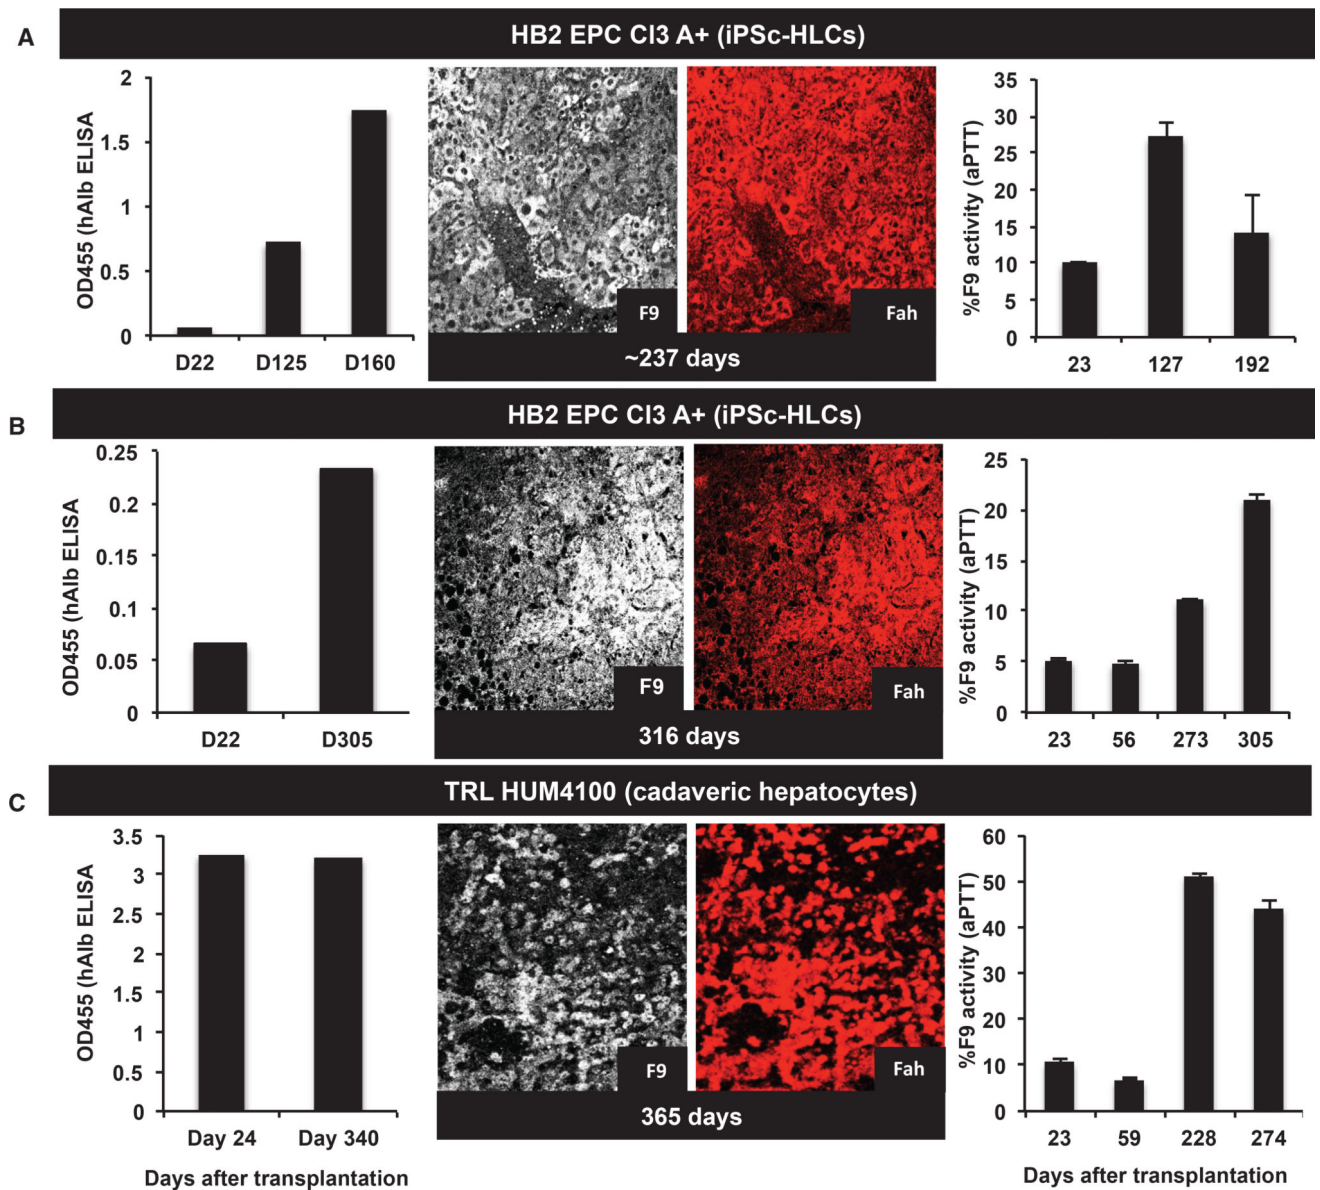 A
HB2 EPC Cl3 A+ (iPSc-HLCs)
OD455 (hAlb ELISA
2
1.5
1
0.5
0
D22 D125 D160
F9
Fah
~237 days
%F9 activity (aPTT)
35
30
25
20
15
10
5
0
23 127 192
B
HB2 EPC Cl3 A+ (iPSc-HLCs)
OD455 (hAlb ELISA
0.25
0.2
0.15
0.1
0.05
0
D22 D305
F9
Fah
316 days
%F9 activity (aPTT)
25
20
15
10
5
0
23 56 273 305
C
TRL HUM4100 (cadaveric hepatocytes)
OD455 (hAlb ELISA
3.5
3
2.5
2
1.5
1
0.5
0
Day 24 Day 340
Days after transplantation
F9
Fah
365 days
%F9 activity (aPTT)
60
50
40
30
20
10
0
23 59 228 274
Days after transplantation